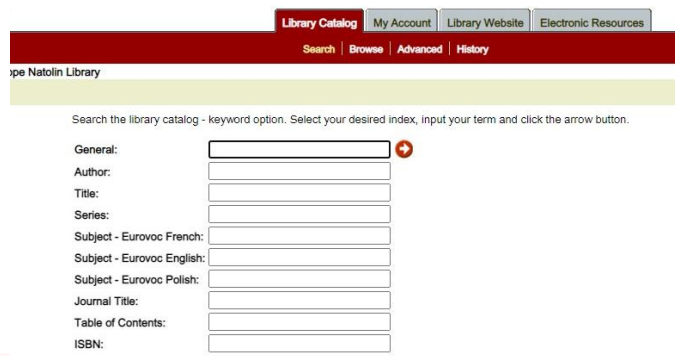 Library Catalog My Account Library Website Electronic Resources
Search Browse Advanced History
ope Natolin Library
Search the library catalog - keyword option. Select your desired index, input your term and click the arrow button.
General:
Author:
Title:
Series:
Subject - Eurovoc French:
Subject - Eurovoc English:
Subject - Eurovoc Polish:
Journal Title:
Table of Contents:
ISBN: